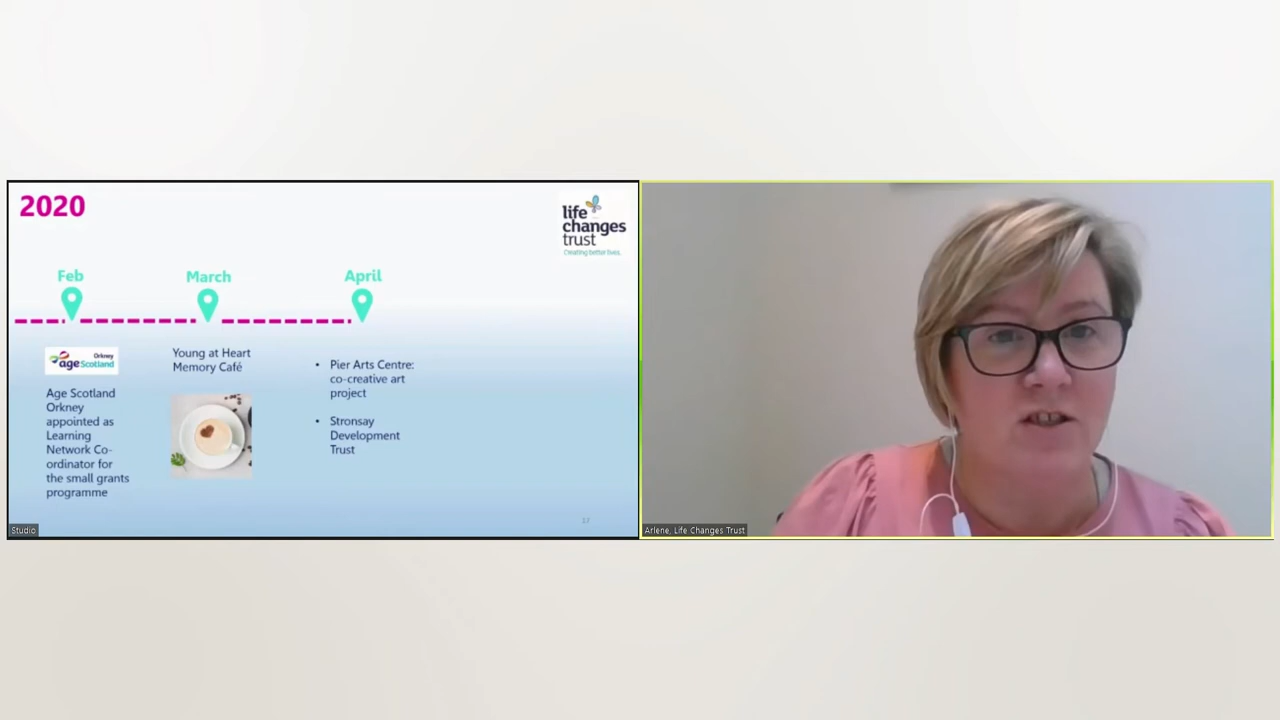 2020
life
changes
trust
Creating better lives.
Feb
March
April
Orkney
age Scotland
Age Scotland
Orkney
appointed as
Learning
Network Co-
ordinator for
the small grants
programme
Young at Heart
Memory Café
• Pier Arts Centre:
co-creative art
project
• Stronsay
Development
Trust
17
Studio
Arlene, Life Changes Trust